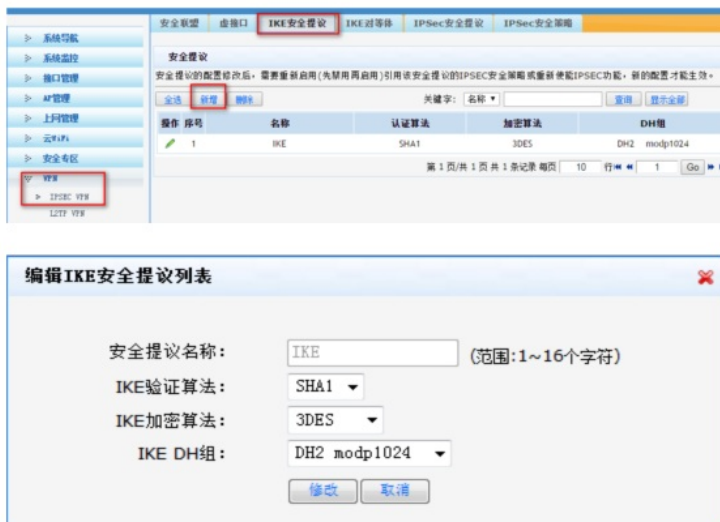 安全联盟 虚接口 IKE安全提议 IKE对等体 IPSec安全提议 IPSec安全策略
系统导航
系统监控
接口管理
AP管理
上网管理
云WiFi
安全专区
VPN
IPSEC VPN
L2TP VPN
安全提议
安全提议的配置修改后，需要重新启用(先禁用再启用)引用该安全提议的IPSEC安全策略或重新使能IPSEC功能，新的配置才能生效。
全选 新增 删除 关键字： 名称 查询 显示全部
操作 序号 名称 认证算法 加密算法 DH组
1 IKE SHA1 3DES DH2 modp1024
第 1 页/共 1 页 共 1 条记录 每页 10 行 1 Go
编辑IKE安全提议列表
安全提议名称： IKE (范围:1~16个字符)
IKE验证算法： SHA1
IKE加密算法： 3DES
IKE DH组： DH2 modp1024
修改 取消